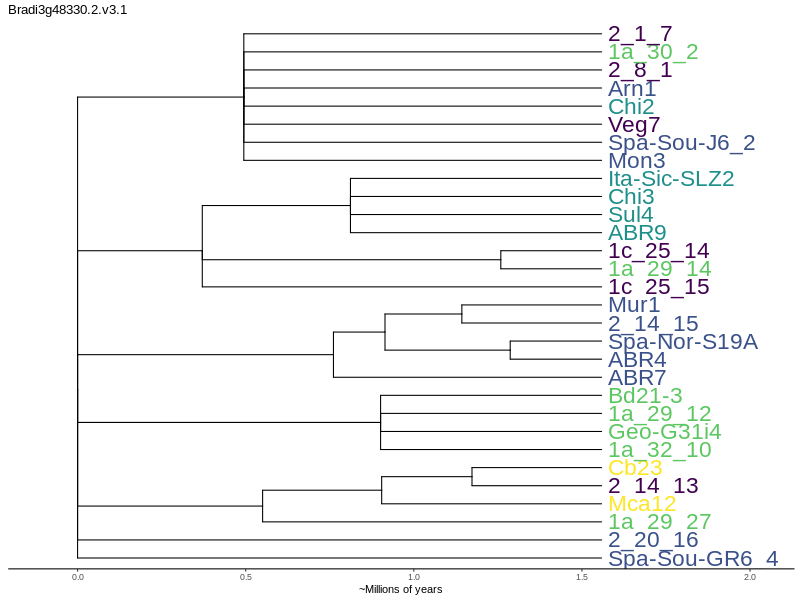 Bradi3g48330.2.v3.1
2_1_7
1a_30_2
2_8_1
Arn1
Chi2
Veg7
Spa-Sou-J6_2
Mon3
Ita-Sic-SLZ2
Chi3
Sul4
ABR9
1c_25_14
1a_29_14
1c_25_15
Mur1
2_14_15
Spa-Nor-S19A
ABR4
ABR7
Bd21-3
1a_29_12
Geo-G31i4
1a_32_10
Cb23
2_14_13
Mca12
1a_29_27
2_20_16
Spa-Sou-GR6_4
0.0 0.5 1.0 1.5 2.0
~Millions of years